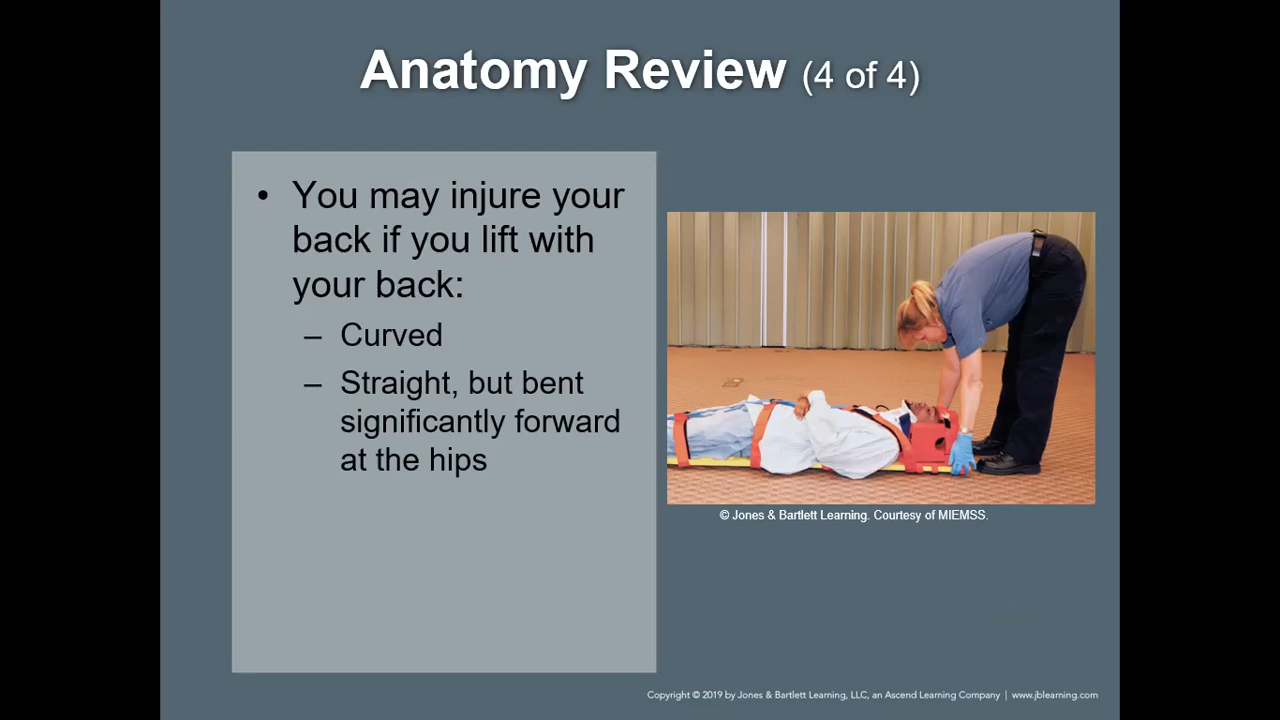 Anatomy Review (4 of 4)
• You may injure your
back if you lift with
your back:
– Curved
– Straight, but bent
significantly forward
at the hips
© Jones & Bartlett Learning. Courtesy of MIEMSS.
Copyright © 2019 by Jones & Bartlett Learning, LLC, an Ascend Learning Company | www.jblearning.com